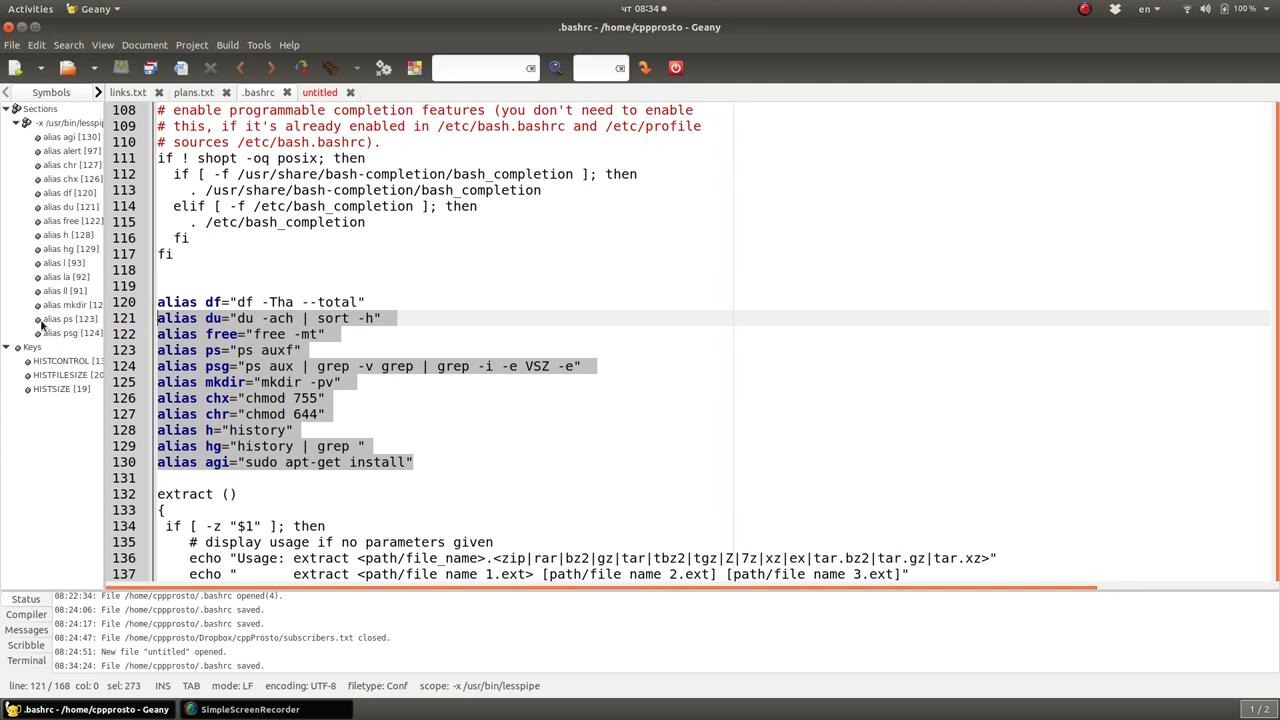 Activities
Geany
чт 08:34
en
100 %
.bashrc - /home/cppprosto - Geany
File Edit Search View Document Project Build Tools Help
Symbols
links.txt
plans.txt
.bashrc
untitled
Sections
-x /usr/bin/lesspip
alias agi [130]
alias alert [97]
alias chr [127]
alias chx [126]
alias df [120]
alias du [121]
alias free [122]
alias h [128]
alias hg [129]
alias l [93]
alias la [92]
alias ll [91]
alias mkdir [12
alias ps [123]
alias psg [124]
Keys
HISTCONTROL [13
HISTFILESIZE [20
HISTSIZE [19]
108 # enable programmable completion features (you don't need to enable
109 # this, if it's already enabled in /etc/bash.bashrc and /etc/profile
110 # sources /etc/bash.bashrc).
111 if ! shopt -oq posix; then
112 if [ -f /usr/share/bash-completion/bash_completion ]; then
113 . /usr/share/bash-completion/bash_completion
114 elif [ -f /etc/bash_completion ]; then
115 . /etc/bash_completion
116 fi
117 fi
118
119
120 alias df="df -Tha --total"
121 alias du="du -ach | sort -h"
122 alias free="free -mt"
123 alias ps="ps auxf"
124 alias psg="ps aux | grep -v grep | grep -i -e VSZ -e"
125 alias mkdir="mkdir -pv"
126 alias chx="chmod 755"
127 alias chr="chmod 644"
128 alias h="history"
129 alias hg="history | grep "
130 alias agi="sudo apt-get install"
131
132 extract ()
133 {
134 if [ -z "$1" ]; then
135 # display usage if no parameters given
136 echo "Usage: extract <path/file_name>.<zip|rar|bz2|gz|tar|tbz2|tgz|Z|7z|xz|ex|tar.bz2|tar.gz|tar.xz>"
137 echo " extract <path/file_name_1.ext> [path/file_name_2.ext] [path/file_name_3.ext]"
Status
Compiler
Messages
Scribble
Terminal
08:22:34: File /home/cppprosto/.bashrc opened(4).
08:24:06: File /home/cppprosto/.bashrc saved.
08:24:17: File /home/cppprosto/.bashrc saved.
08:24:47: File /home/cppprosto/Dropbox/cppProsto/subscribers.txt closed.
08:24:51: New file "untitled" opened.
08:34:24: File /home/cppprosto/.bashrc saved.
line: 121 / 168 col: 0 sel: 273 INS TAB mode: LF encoding: UTF-8 filetype: Conf scope: -x /usr/bin/lesspipe
.bashrc - /home/cppprosto - Geany
SimpleScreenRecorder
1 / 2